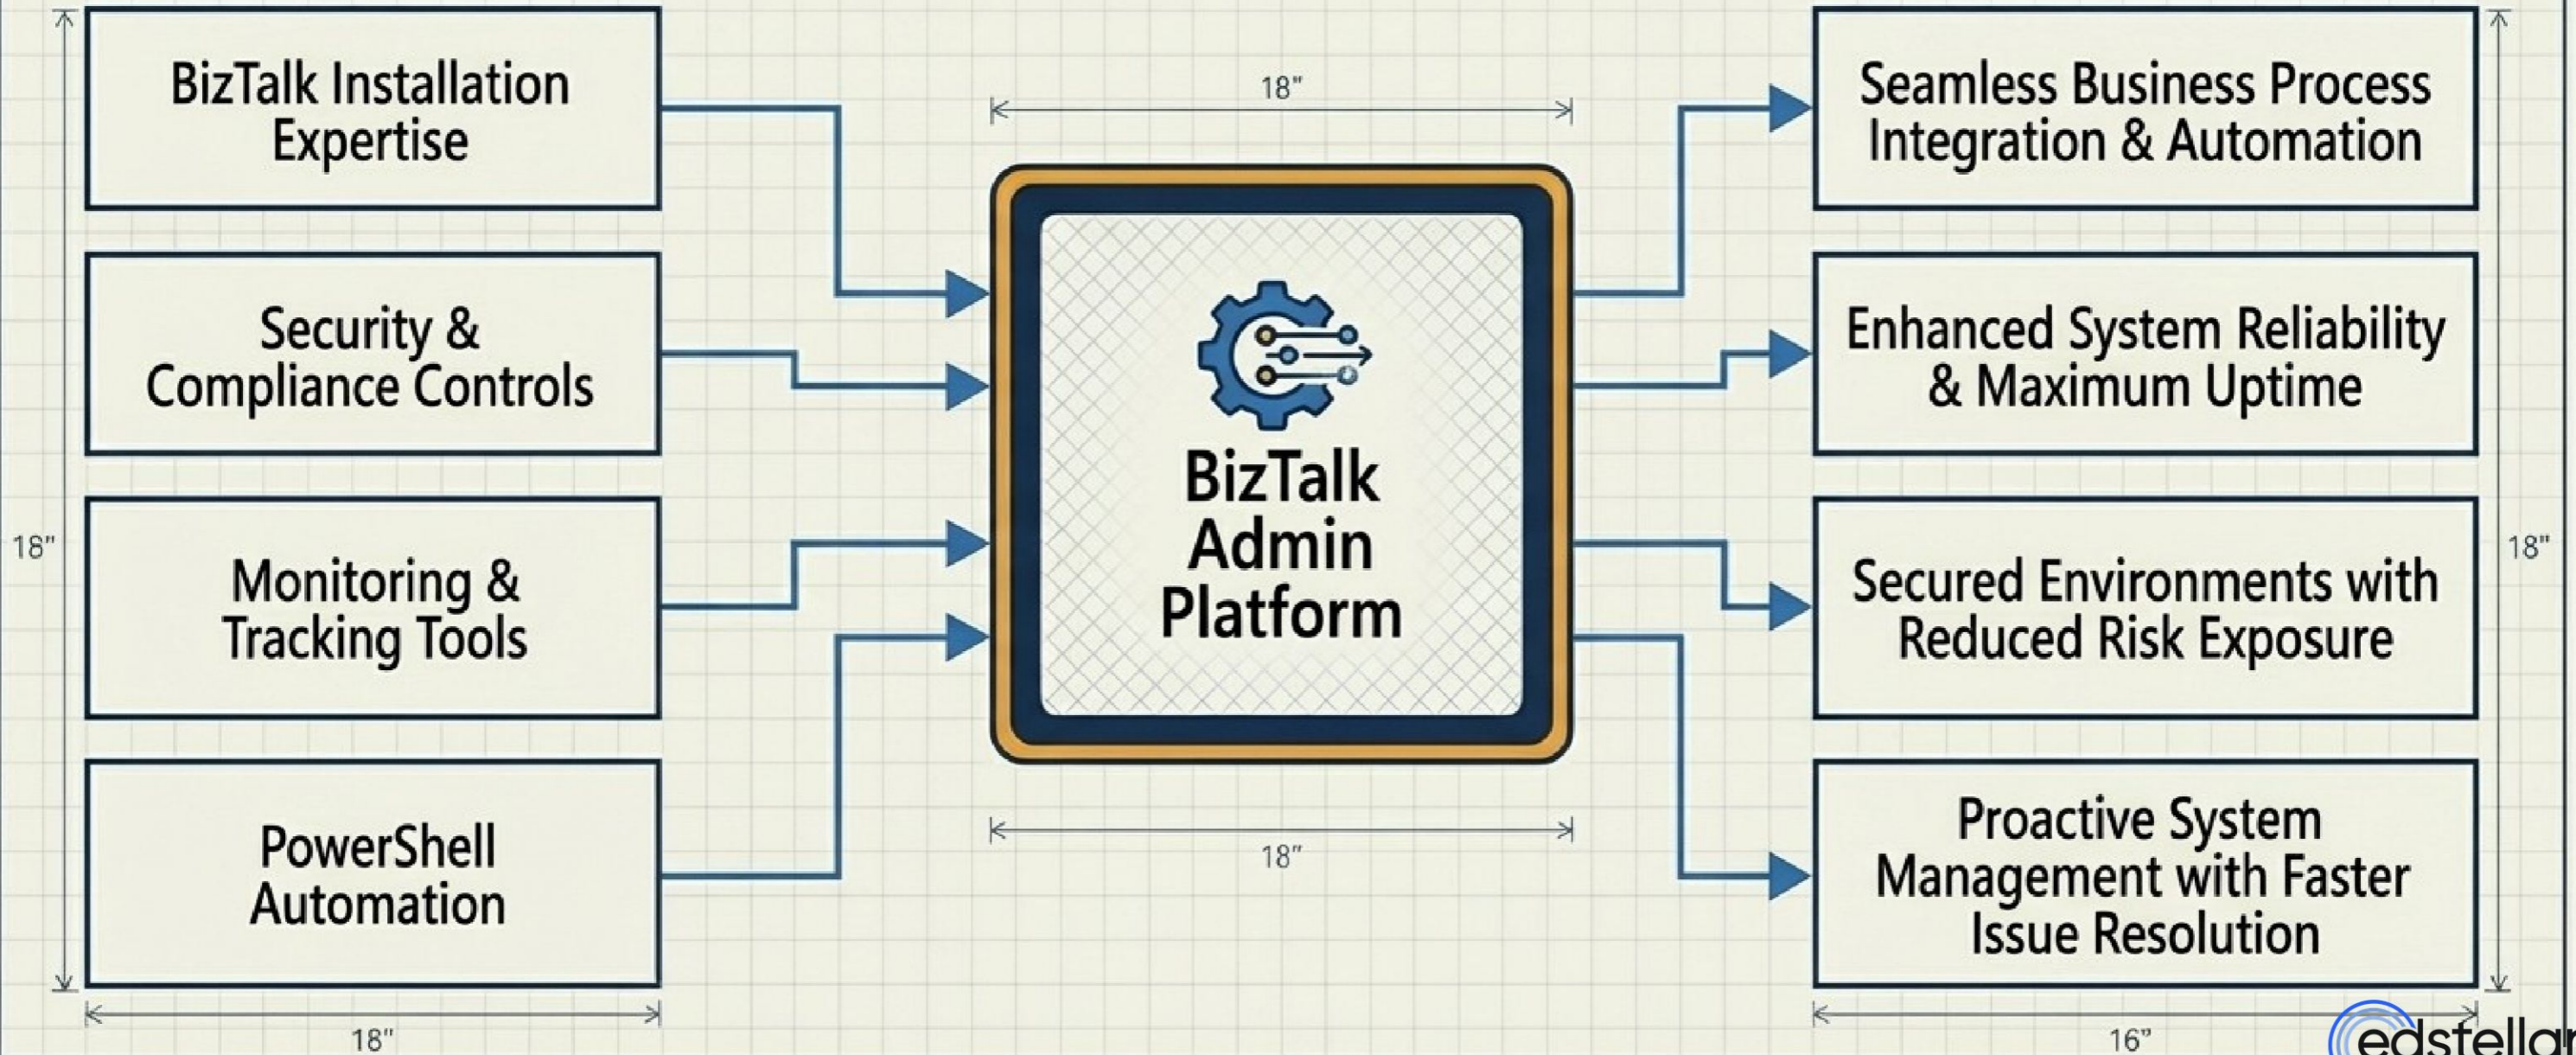 BizTalk Installation
Expertise
Security &
Compliance Controls
Monitoring &
Tracking Tools
PowerShell
Automation
18"
18"
18"
BizTalk
Admin
Platform
18"
Seamless Business Process
Integration & Automation
Enhanced System Reliability
& Maximum Uptime
Secured Environments with
Reduced Risk Exposure
Proactive System
Management with Faster
Issue Resolution
18"
18"
16"
edstellar